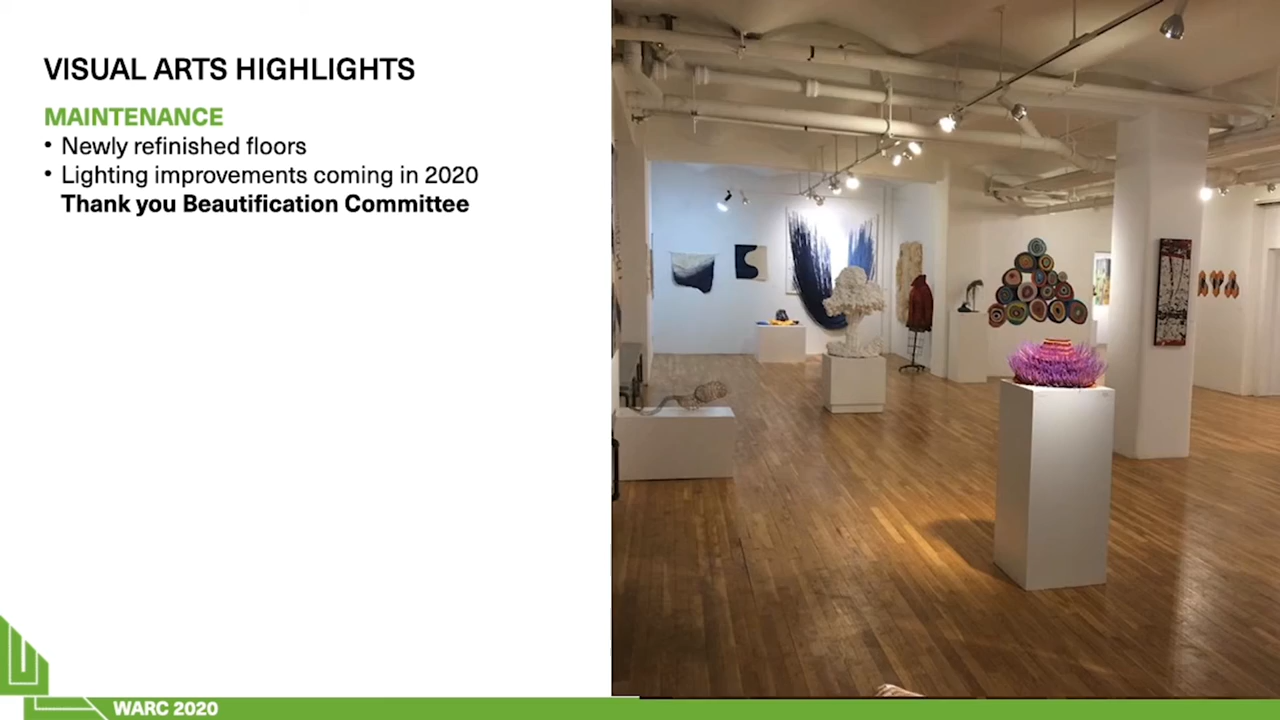 VISUAL ARTS HIGHLIGHTS
MAINTENANCE
• Newly refinished floors
• Lighting improvements coming in 2020
Thank you Beautification Committee
WARC 2020